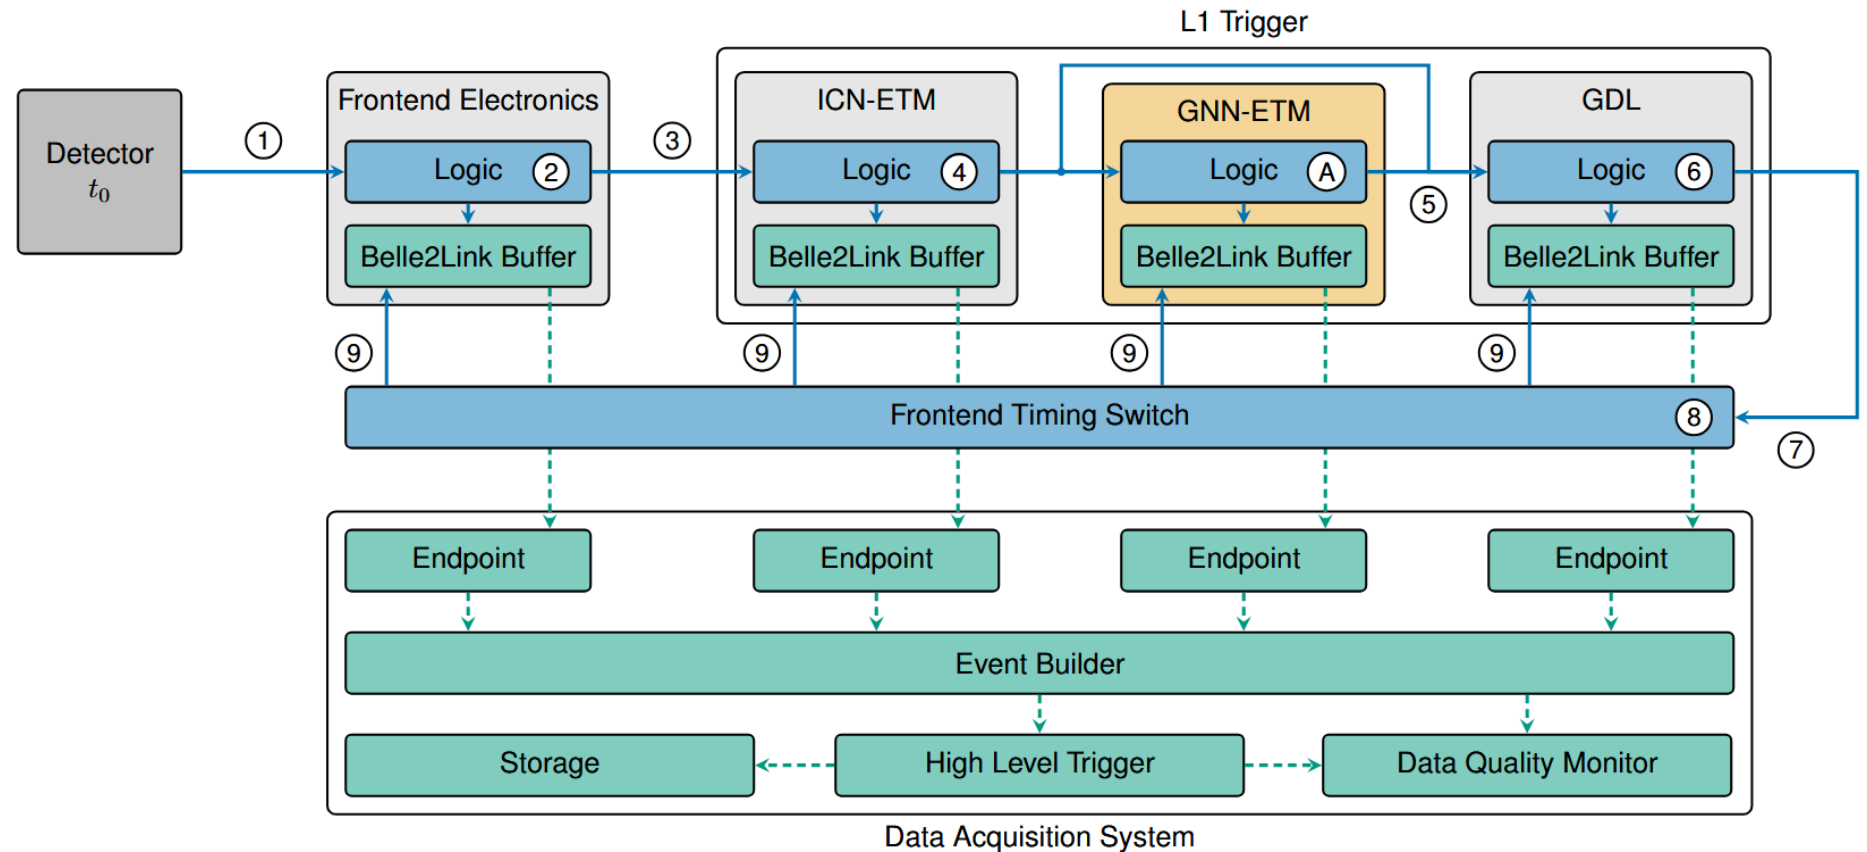 L1 Trigger
Detector
t₀
①
Frontend Electronics
Logic ②
Belle2Link Buffer
③
ICN-ETM
Logic ④
Belle2Link Buffer
GNN-ETM
Logic Ⓐ
Belle2Link Buffer
⑤
GDL
Logic ⑥
Belle2Link Buffer
⑨
⑨
⑨
⑨
Frontend Timing Switch ⑧
⑦
Endpoint
Endpoint
Endpoint
Endpoint
Event Builder
Storage
High Level Trigger
Data Quality Monitor
Data Acquisition System